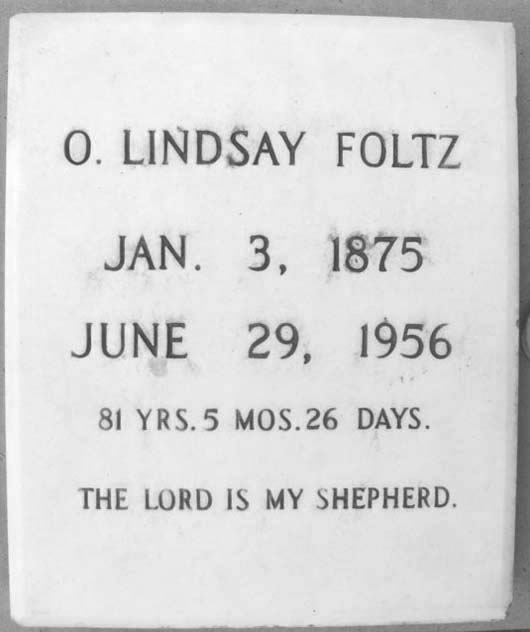 O. LINDSAY FOLTZ
JAN. 3, 1875
JUNE 29, 1956
81 YRS. 5 MOS. 26 DAYS.
THE LORD IS MY SHEPHERD.